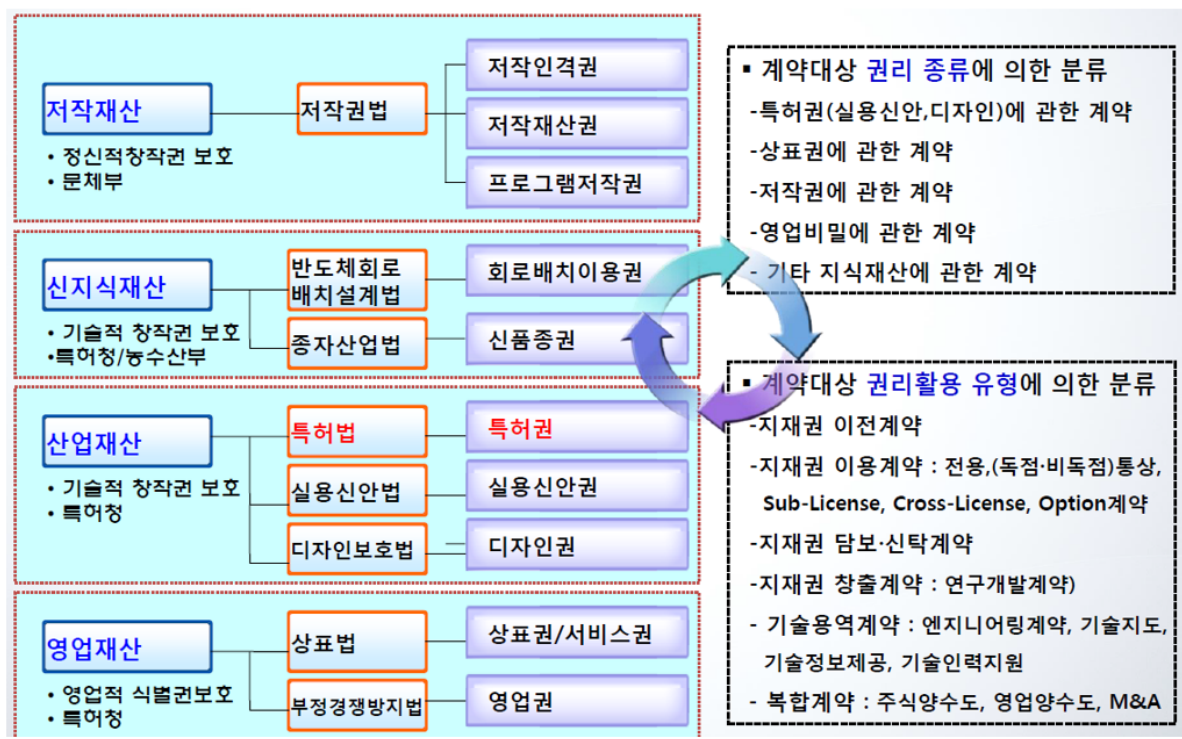 저작재산
• 정신적창작권 보호
• 문체부
저작권법
저작인격권
저작재산권
프로그램저작권
신지식재산
• 기술적 창작권 보호
•특허청/농수산부
반도체회로
배치설계법
종자산업법
회로배치이용권
신품종권
산업재산
• 기술적 창작권 보호
• 특허청
특허법
실용신안법
디자인보호법
특허권
실용신안권
디자인권
영업재산
• 영업적 식별권보호
• 특허청
상표법
부정경쟁방지법
상표권/서비스권
영업권
▪ 계약대상 권리 종류에 의한 분류
-특허권(실용신안,디자인)에 관한 계약
-상표권에 관한 계약
-저작권에 관한 계약
-영업비밀에 관한 계약
- 기타 지식재산에 관한 계약
▪ 계약대상 권리활용 유형에 의한 분류
-지재권 이전계약
-지재권 이용계약 : 전용,(독점·비독점)통상,
Sub-License, Cross-License, Option계약
-지재권 담보·신탁계약
-지재권 창출계약 : 연구개발계약)
- 기술용역계약 : 엔지니어링계약, 기술지도,
기술정보제공, 기술인력지원
- 복합계약 : 주식양수도, 영업양수도, M&A